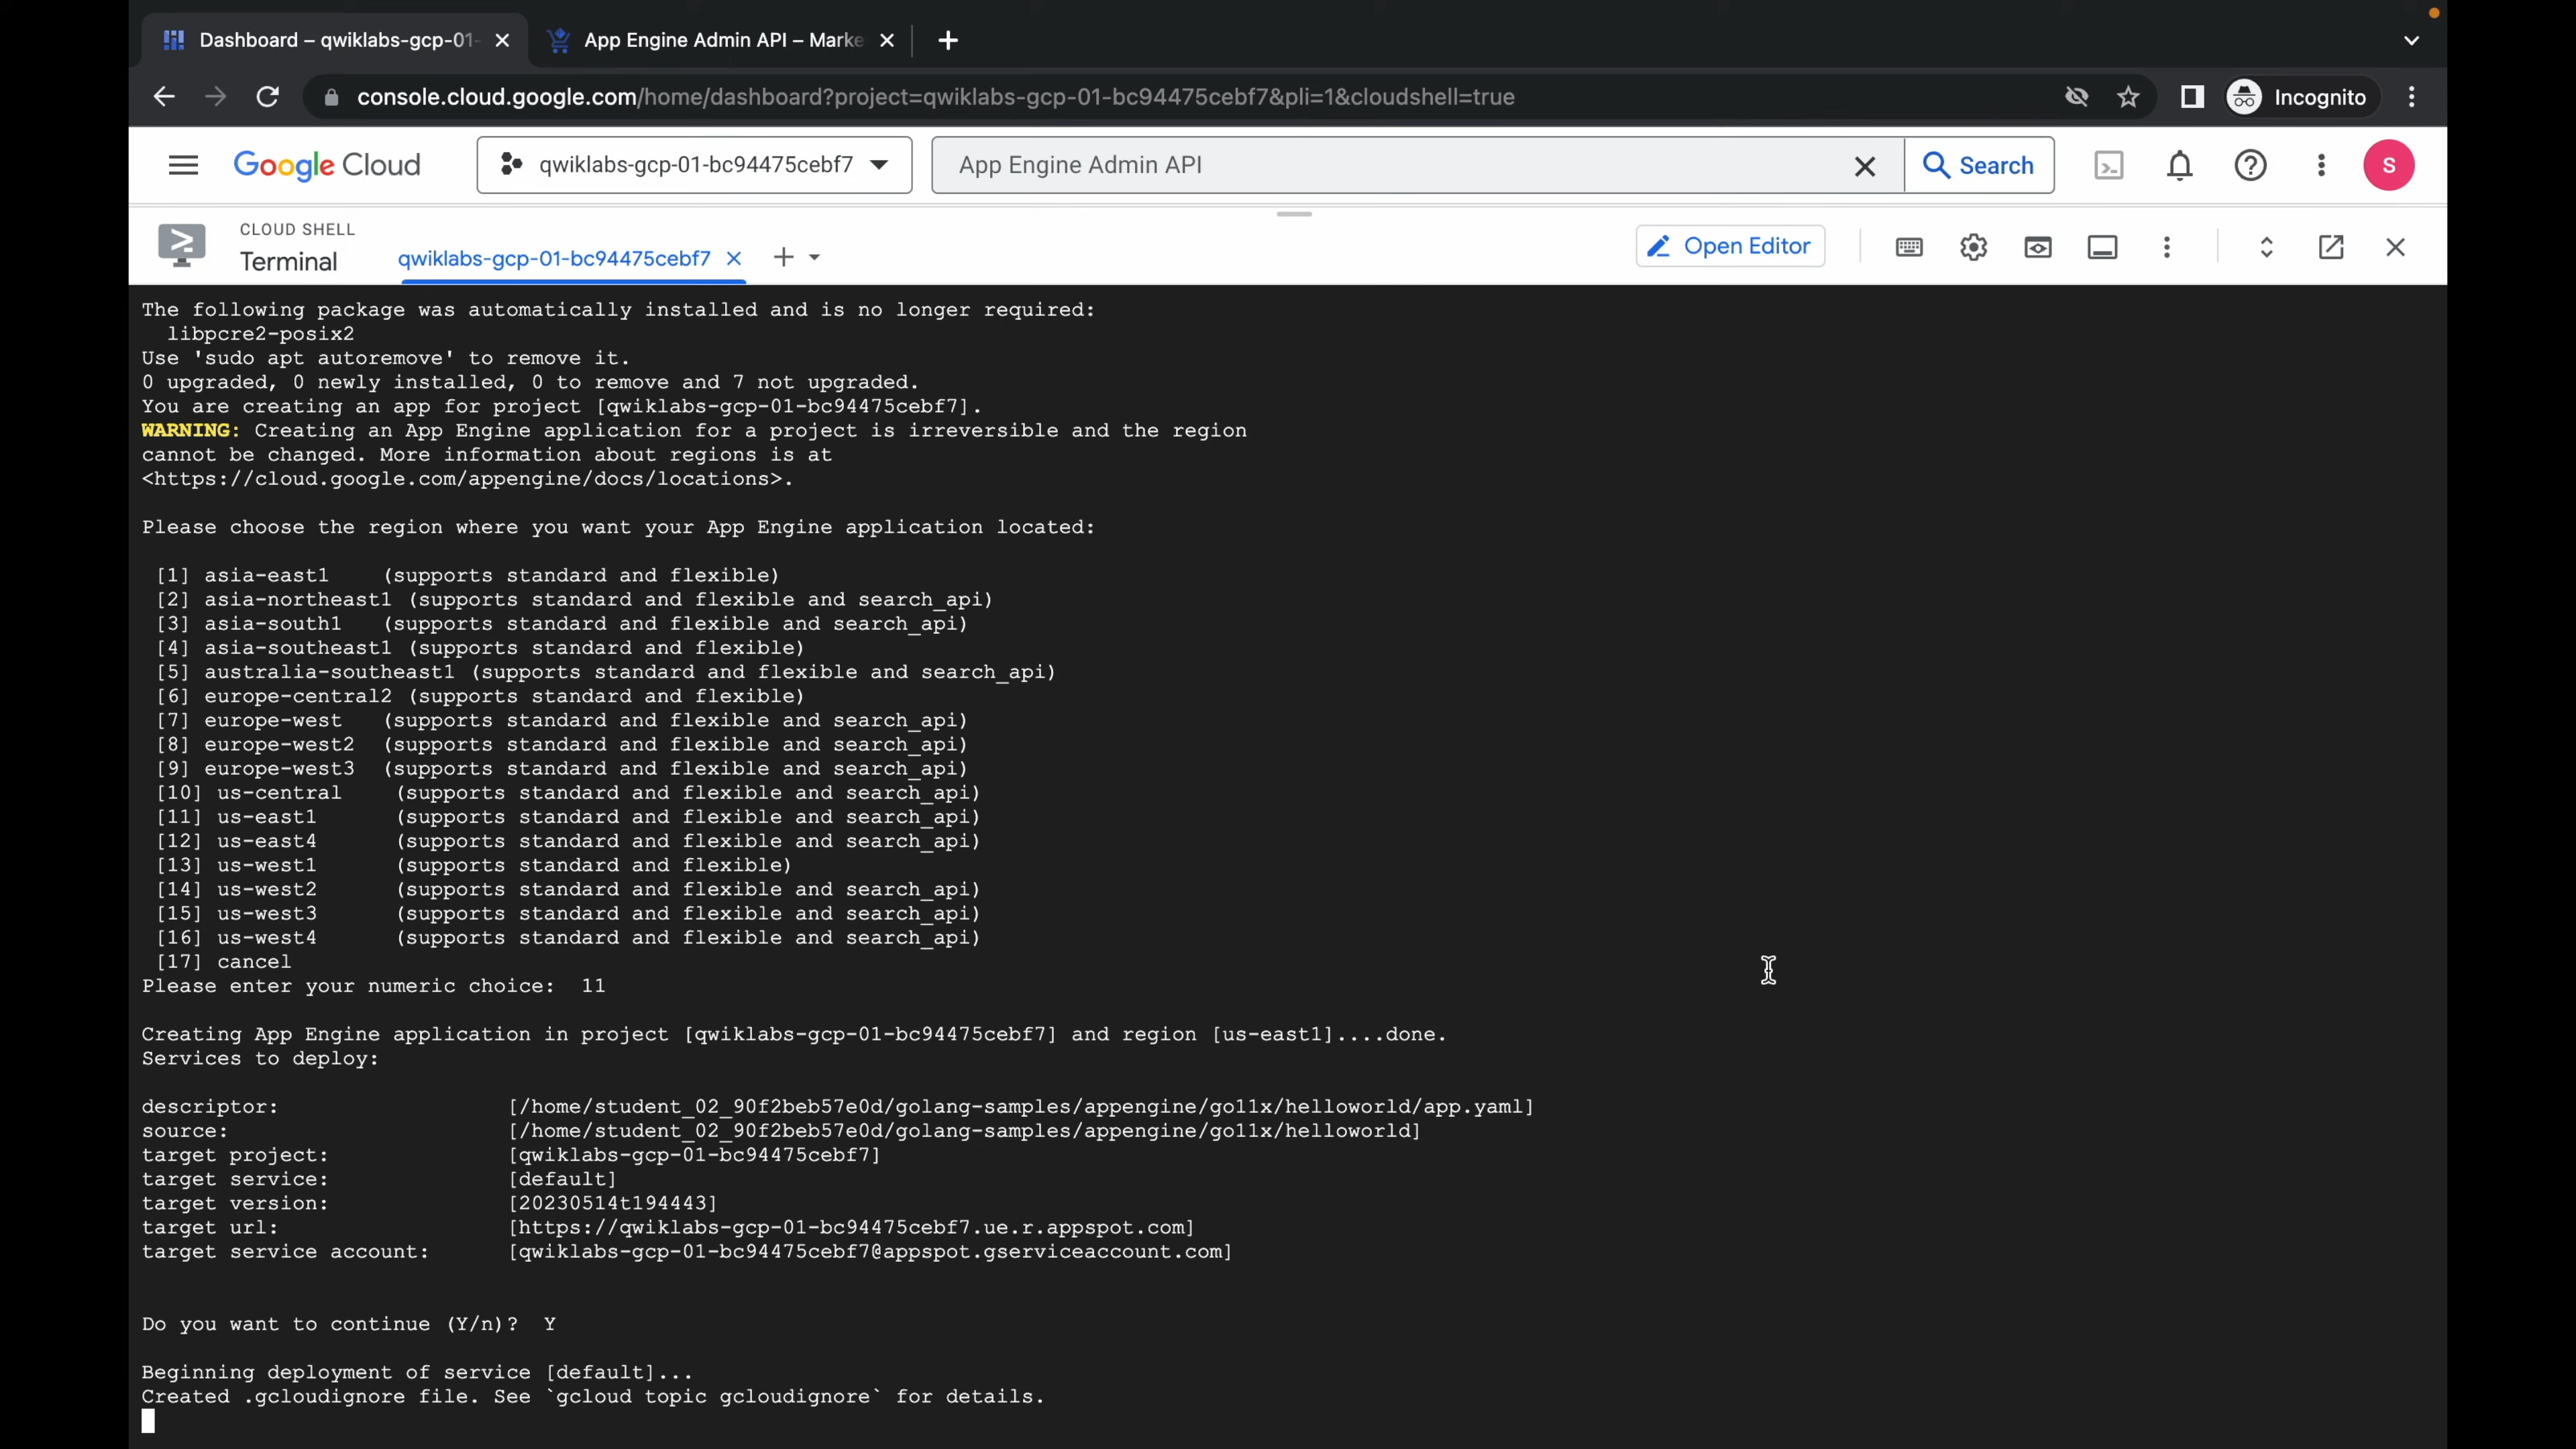 Dashboard – qwiklabs-gcp-01-
App Engine Admin API – Marke
console.cloud.google.com/home/dashboard?project=qwiklabs-gcp-01-bc94475cebf7&pli=1&cloudshell=true
Incognito
Google Cloud
qwiklabs-gcp-01-bc94475cebf7
App Engine Admin API
Search
S
CLOUD SHELL
Terminal
qwiklabs-gcp-01-bc94475cebf7
Open Editor
The following package was automatically installed and is no longer required:
libpcre2-posix2
Use 'sudo apt autoremove' to remove it.
0 upgraded, 0 newly installed, 0 to remove and 7 not upgraded.
You are creating an app for project [qwiklabs-gcp-01-bc94475cebf7].
WARNING: Creating an App Engine application for a project is irreversible and the region
cannot be changed. More information about regions is at
<https://cloud.google.com/appengine/docs/locations>.
Please choose the region where you want your App Engine application located:
[1] asia-east1 (supports standard and flexible)
[2] asia-northeast1 (supports standard and flexible and search_api)
[3] asia-south1 (supports standard and flexible and search_api)
[4] asia-southeast1 (supports standard and flexible)
[5] australia-southeast1 (supports standard and flexible and search_api)
[6] europe-central2 (supports standard and flexible)
[7] europe-west (supports standard and flexible and search_api)
[8] europe-west2 (supports standard and flexible and search_api)
[9] europe-west3 (supports standard and flexible and search_api)
[10] us-central (supports standard and flexible and search_api)
[11] us-east1 (supports standard and flexible and search_api)
[12] us-east4 (supports standard and flexible and search_api)
[13] us-west1 (supports standard and flexible)
[14] us-west2 (supports standard and flexible and search_api)
[15] us-west3 (supports standard and flexible and search_api)
[16] us-west4 (supports standard and flexible and search_api)
[17] cancel
Please enter your numeric choice: 11
Creating App Engine application in project [qwiklabs-gcp-01-bc94475cebf7] and region [us-east1]....done.
Services to deploy:
descriptor: [/home/student_02_90f2beb57e0d/golang-samples/appengine/go11x/helloworld/app.yaml]
source: [/home/student_02_90f2beb57e0d/golang-samples/appengine/go11x/helloworld]
target project: [qwiklabs-gcp-01-bc94475cebf7]
target service: [default]
target version: [20230514t194443]
target url: [https://qwiklabs-gcp-01-bc94475cebf7.ue.r.appspot.com]
target service account: [qwiklabs-gcp-01-bc94475cebf7@appspot.gserviceaccount.com]
Do you want to continue (Y/n)? Y
Beginning deployment of service [default]...
Created .gcloudignore file. See `gcloud topic gcloudignore` for details.